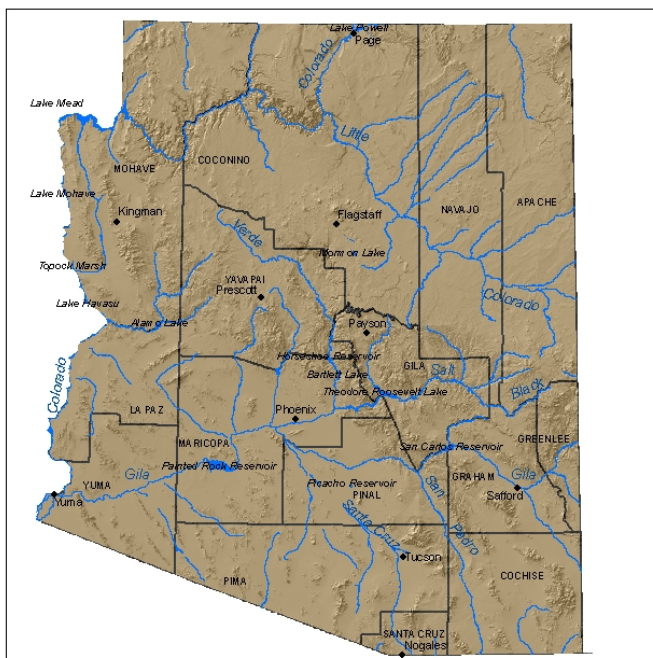 Lake Powell
Page
Colorado
Lake Mead
Little
MOHAVE
COCONINO
Lake Mohave
NAVAJO
APACHE
Kingman
Flagstaff
Verde
Mormon Lake
Topock Marsh
YAVAPAI
Prescott
Colorado
Lake Havasu
Alamo Lake
Payson
Horseshoe Reservoir
GILA
Salt
Bartlett Lake
Colorado
Theodore Roosevelt Lake
Black
LA PAZ
Phoenix
GREENLEE
MARICOPA
San Carlos Reservoir
Painted Rock Reservoir
Gila
GRAHAM
Gila
YUMA
Picacho Reservoir
San Pedro
PINAL
Safford
Yuma
Santa Cruz
Tucson
COCHISE
PIMA
SANTA CRUZ
Nogales